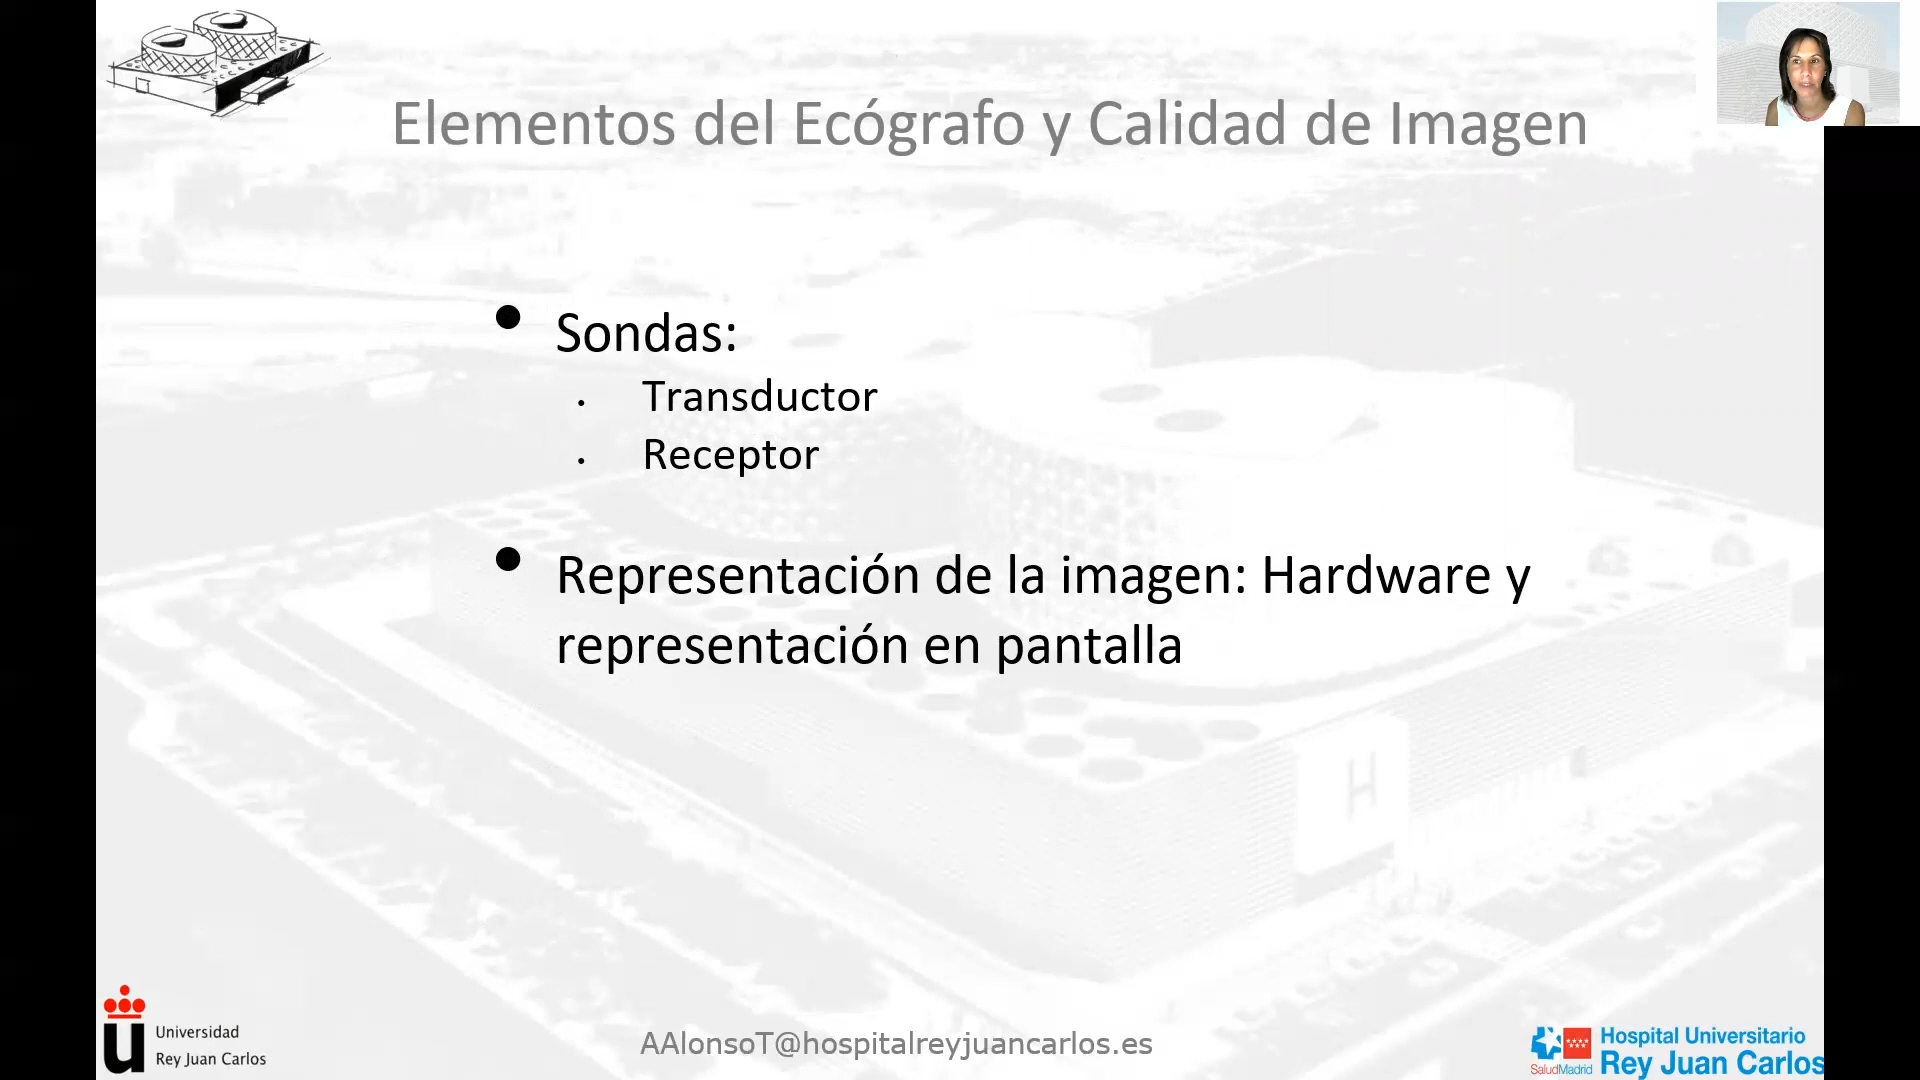 Elementos del Ecógrafo y Calidad de Imagen
• Sondas:
• Transductor
• Receptor
• Representación de la imagen: Hardware y
representación en pantalla
H
u Universidad
Rey Juan Carlos
AAlonsoT@hospitalreyjuancarlos.es
SaludMadrid
Hospital Universitario
Rey Juan Carlos